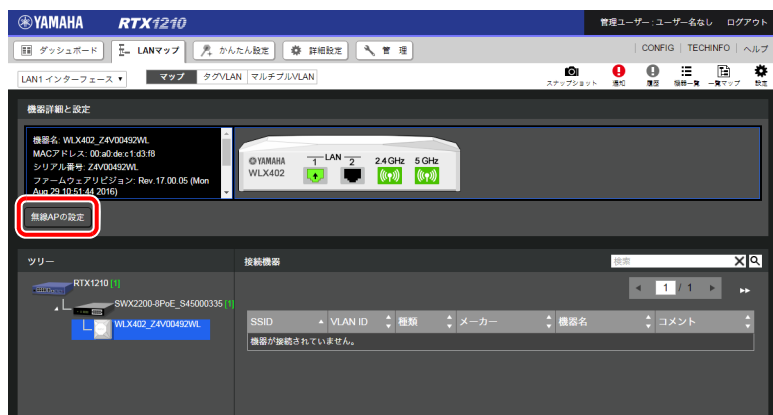 YAMAHA RTX1210 管理ユーザー: ユーザー名なし ログアウト
ダッシュボード LANマップ かんたん設定 詳細設定 管 理 CONFIG TECHINFO ヘルプ
LAN1 インターフェース マップ タグVLAN マルチプルVLAN スナップショット 通知 履歴 機器一覧 一覧マップ 設定
機器詳細と設定
機器名: WLX402_Z4V00492WL
MACアドレス: 00:a0:de:c1:d3:f8
シリアル番号: Z4V00492WL
ファームウェアリビジョン: Rev.17.00.05 (Mon
Aug 29 10:51:44 2016)
YAMAHA
WLX402
1 LAN 2 2.4 GHz 5 GHz
無線APの設定
ツリー 接続機器 検索
RTX1210 [1]
1 / 1
SWX2200-8PoE_S45000335 [1]
WLX402_Z4V00492WL
SSID VLAN ID 種類 メーカー 機器名 コメント
機器が接続されていません。